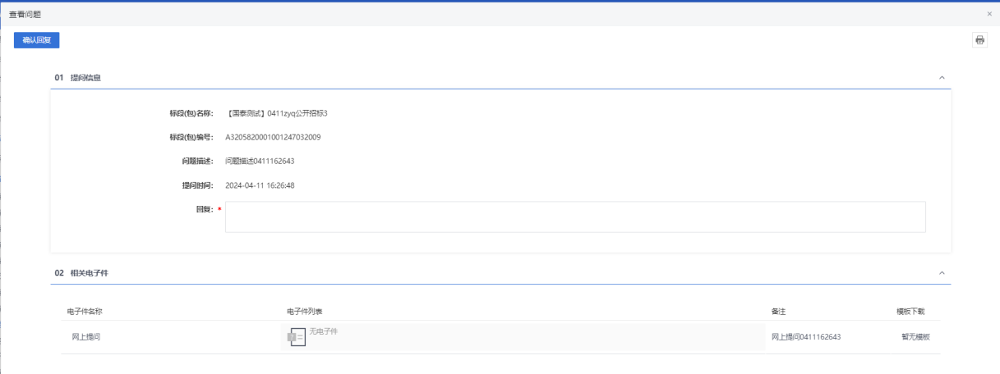 查看问题
确认回复
01 提问信息
标段(包)名称： 【国泰测试】0411zyq公开招标3
标段(包)编号： A3205820001001247032009
问题描述： 问题描述0411162643
提问时间： 2024-04-11 16:26:48
回复： *
02 相关电子件
电子件名称 电子件列表 备注 模板下载
网上提问 无电子件 网上提问0411162643 暂无模板